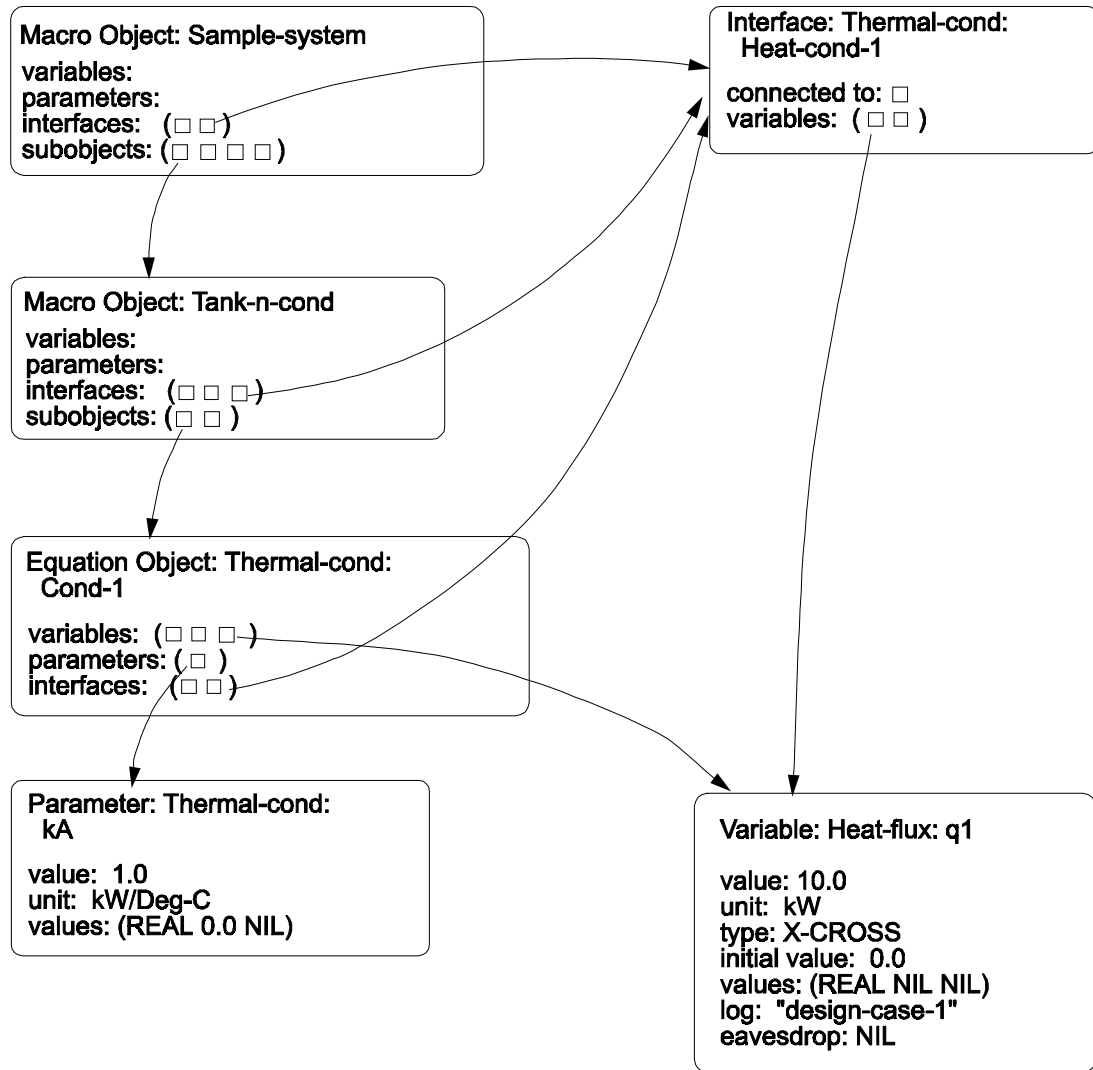 Macro Object: Sample-system
variables:
parameters:
interfaces: (□ □)
subobjects: (□ □ □ □ )
Interface: Thermal-cond:
Heat-cond-1
connected to: □
variables: ( □ □ )
Macro Object: Tank-n-cond
variables:
parameters:
interfaces: (□ □ □)
subobjects: (□ □ )
Equation Object: Thermal-cond:
Cond-1
variables: (□ □ □ )
parameters: ( □ )
interfaces: (□ □ )
Parameter: Thermal-cond:
kA
value: 1.0
unit: kW/Deg-C
values: (REAL 0.0 NIL)
Variable: Heat-flux: q1
value: 10.0
unit: kW
type: X-CROSS
initial value: 0.0
values: (REAL NIL NIL)
log: "design-case-1"
eavesdrop: NIL